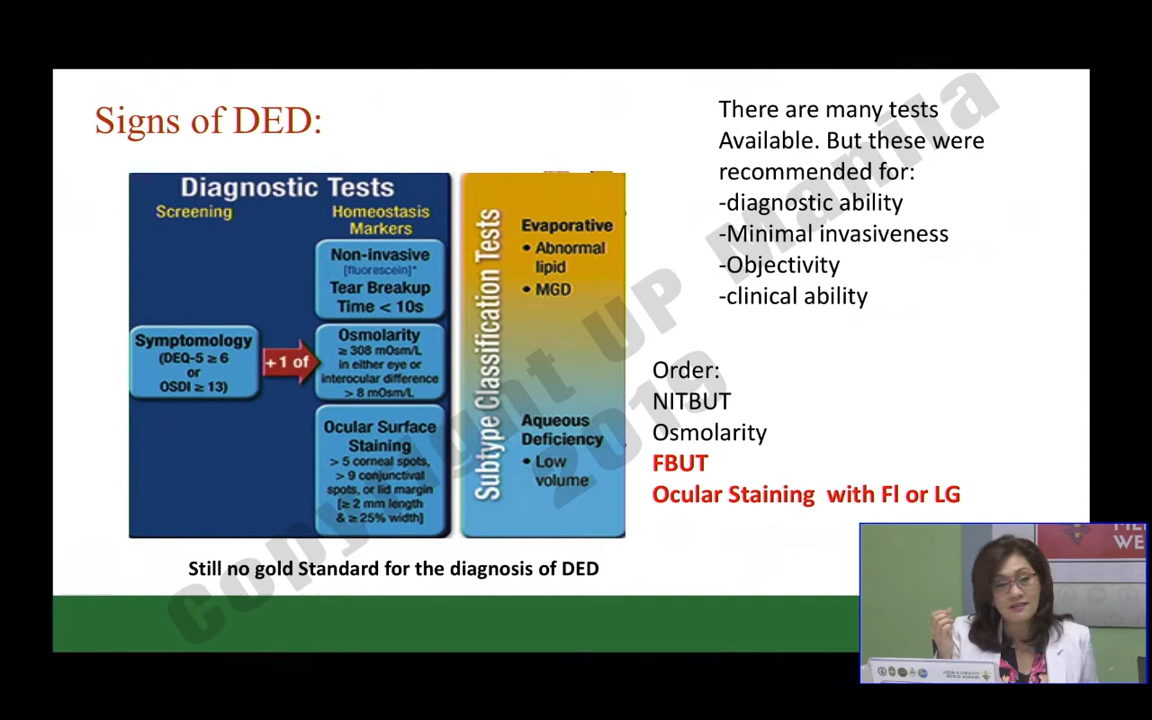 Signs of DED:
Diagnostic Tests
Screening
Homeostasis
Markers
Non-invasive
[fluorescein]*
Tear Breakup
Time < 10s
Symptomology
(DEQ-5 ≥ 6
or
OSDI ≥ 13)
+ 1 of
Osmolarity
≥ 308 mOsm/L
in either eye or
interocular difference
> 8 mOsm/L
Ocular Surface
Staining
> 5 corneal spots,
> 9 conjunctival
spots, or lid margin
[≥ 2 mm length
& ≥ 25% width]
Subtype Classification Tests
Evaporative
• Abnormal
lipid
• MGD
Aqueous
Deficiency
• Low
volume
Still no gold Standard for the diagnosis of DED
There are many tests
Available. But these were
recommended for:
-diagnostic ability
-Minimal invasiveness
-Objectivity
-clinical ability
Order:
NITBUT
Osmolarity
FBUT
Ocular Staining with Fl or LG
Copyright UP Manila
2019
WE